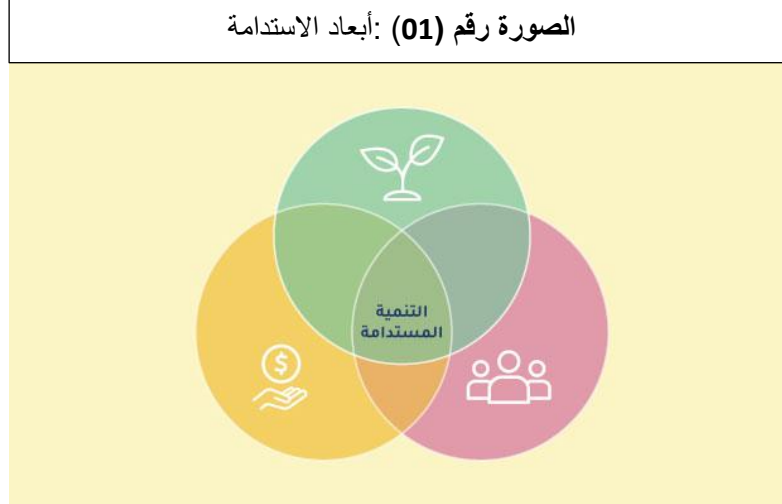 الصورة رقم (01) :أبعاد الاستدامة
$
التنمية
المستدامة